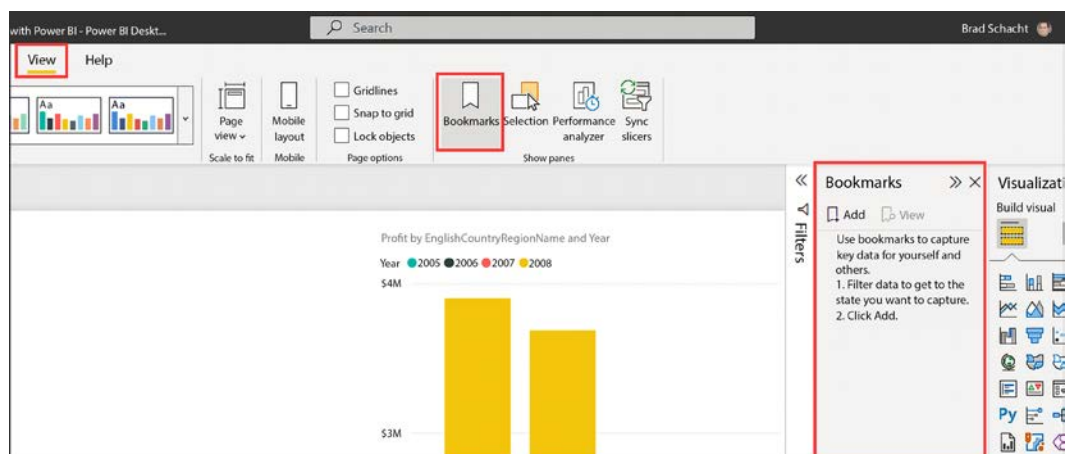 with Power BI - Power BI Deskt...
Search
Brad Schacht
View Help
Aa Aa
Page view
Scale to fit
Mobile layout
Mobile
Gridlines
Snap to grid
Lock objects
Page options
Bookmarks
Selection
Performance analyzer
Sync slicers
Show panes
Filters
Profit by EnglishCountryRegionName and Year
Year 2005 2006 2007 2008
$4M
$3M
Bookmarks
Add View
Use bookmarks to capture
key data for yourself and
others.
1. Filter data to get to the
state you want to capture.
2. Click Add.
Visualizati
Build visual
Py